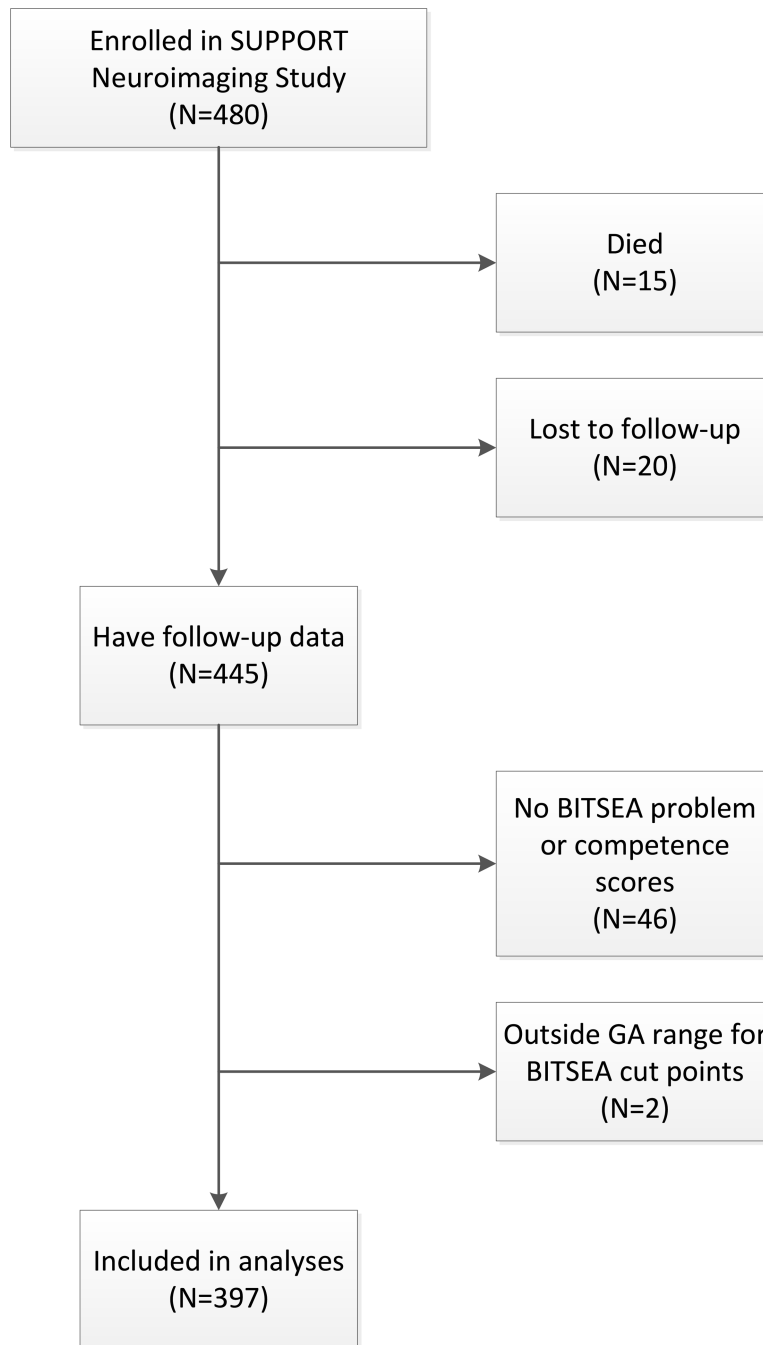 Enrolled in SUPPORT
Neuroimaging Study
(N=480)
Died
(N=15)
Lost to follow-up
(N=20)
Have follow-up data
(N=445)
No BITSEA problem
or competence
scores
(N=46)
Outside GA range for
BITSEA cut points
(N=2)
Included in analyses
(N=397)